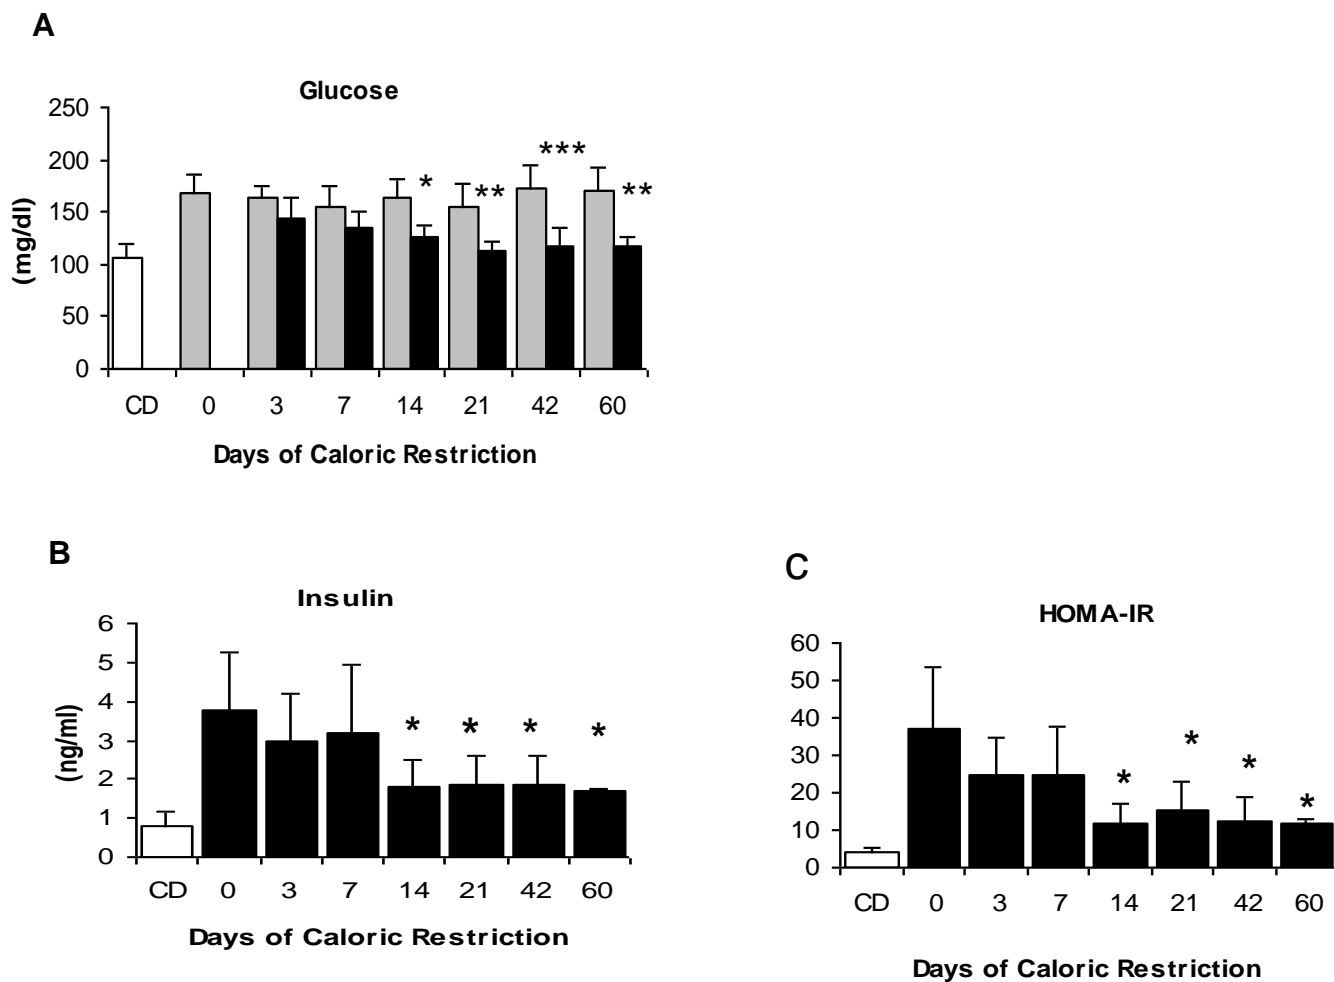 A
Glucose
250
200
150
100
50
0
(mg/dl)
*
**
***
**
CD 0 3 7 14 21 42 60
Days of Caloric Restriction
B
Insulin
6
5
4
3
2
1
0
(ng/ml)
* * * *
CD 0 3 7 14 21 42 60
Days of Caloric Restriction
C
HOMA-IR
60
50
40
30
20
10
0
* * * *
CD 0 3 7 14 21 42 60
Days of Caloric Restriction